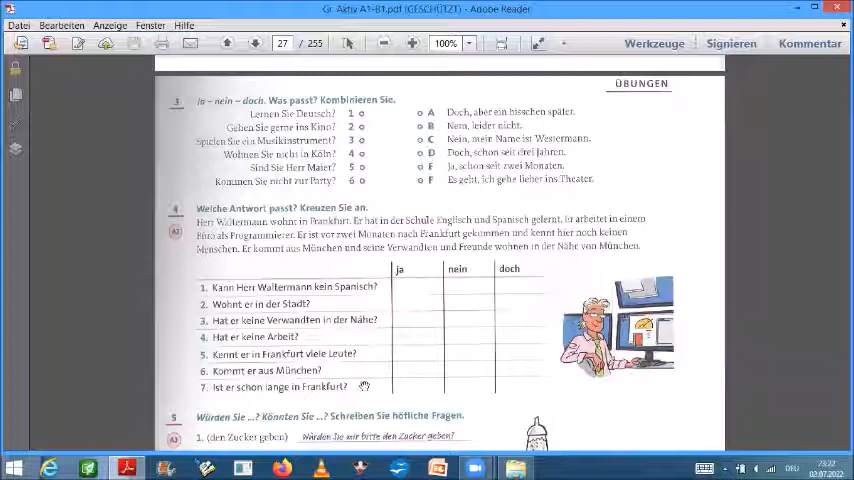 Gr. Aktiv A1-B1.pdf (GESCHÜTZT) - Adobe Reader
Datei Bearbeiten Anzeige Fenster Hilfe
27 / 255 100% Werkzeuge Signieren Kommentar
ÜBUNGEN
3 Ja – nein – doch. Was passt? Kombinieren Sie.
Lernen Sie Deutsch? 1 A Doch, aber ein bisschen später.
Gehen Sie gerne ins Kino? 2 B Nein, leider nicht.
Spielen Sie ein Musikinstrument? 3 C Nein, mein Name ist Westermann.
Wohnen Sie nicht in Köln? 4 D Doch, schon seit drei Jahren.
Sind Sie Herr Maier? 5 E Ja, schon seit zwei Monaten.
Kommen Sie nicht zur Party? 6 F Es geht, ich gehe lieber ins Theater.
4 Welche Antwort passt? Kreuzen Sie an.
A2 Herr Waltermann wohnt in Frankfurt. Er hat in der Schule Englisch und Spanisch gelernt. Er arbeitet in einem
Büro als Programmierer. Er ist vor zwei Monaten nach Frankfurt gekommen und kennt hier noch keinen
Menschen. Er kommt aus München und seine Verwandten und Freunde wohnen in der Nähe von München.
ja nein doch
1. Kann Herr Waltermann kein Spanisch?
2. Wohnt er in der Stadt?
3. Hat er keine Verwandten in der Nähe?
4. Hat er keine Arbeit?
5. Kennt er in Frankfurt viele Leute?
6. Kommt er aus München?
7. Ist er schon lange in Frankfurt?
5 Würden Sie ...? Könnten Sie ...? Schreiben Sie höfliche Fragen.
A3 1. (den Zucker geben) Würden Sie mir bitte den Zucker geben?
DEU
23:22
02.07.2022